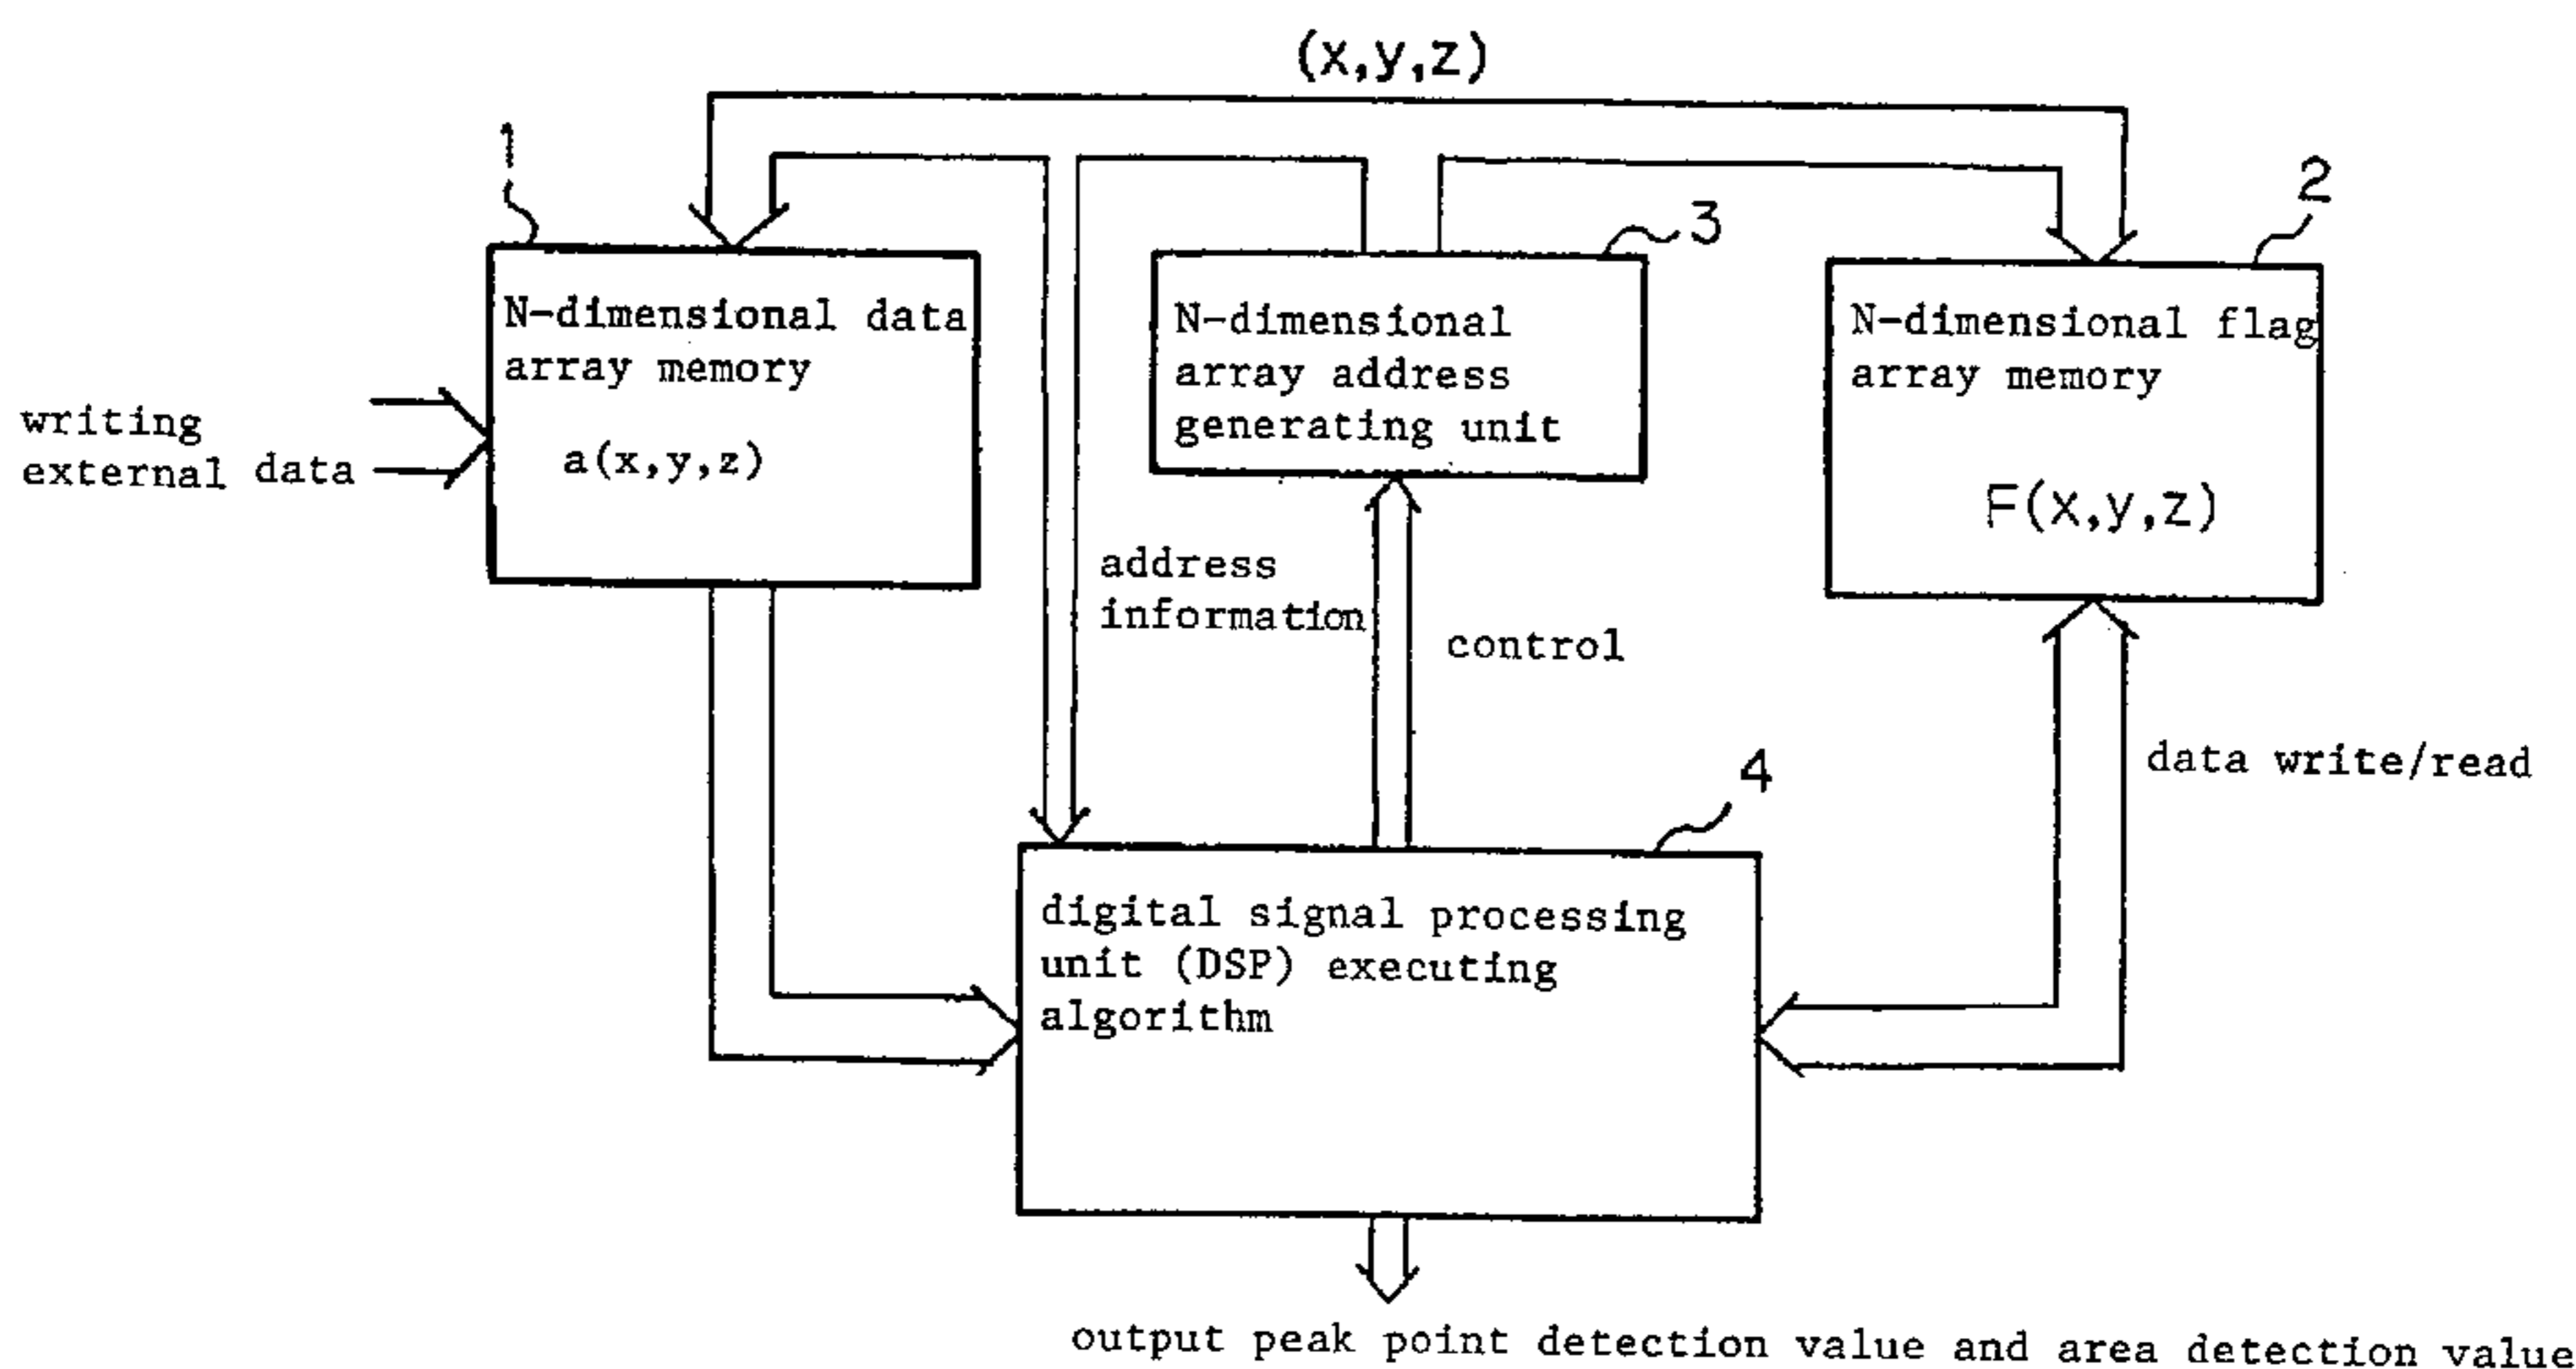 (x,y,z)
1
2
3
N-dimensional data
array memory
a(x,y,z)
N-dimensional
array address
generating unit
N-dimensional flag
array memory
F(x,y,z)
writing
external data
address
information
control
data write/read
4
digital signal processing
unit (DSP) executing
algorithm
output peak point detection value and area detection value